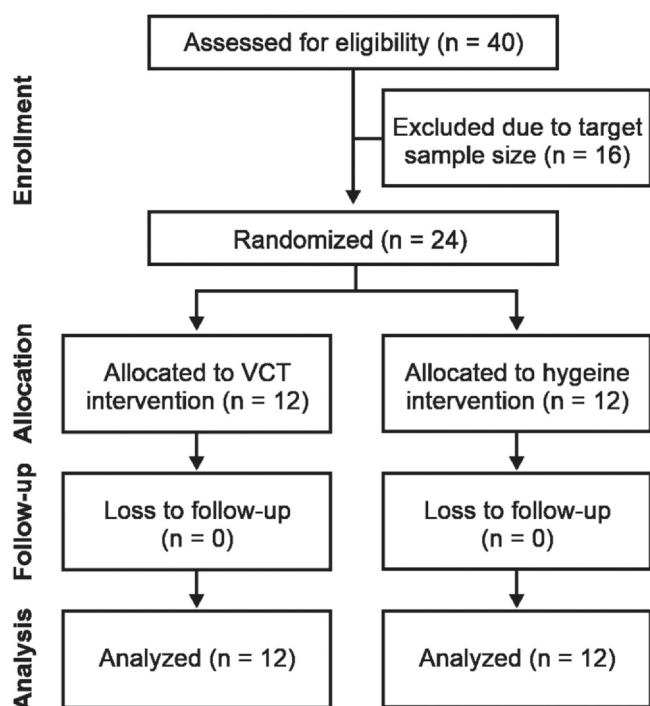 Enrollment
Assessed for eligibility (n = 40)
Excluded due to target
sample size (n = 16)
Randomized (n = 24)
Allocation
Allocated to VCT
intervention (n = 12)
Allocated to hygeine
intervention (n = 12)
Follow-up
Loss to follow-up
(n = 0)
Loss to follow-up
(n = 0)
Analysis
Analyzed (n = 12)
Analyzed (n = 12)